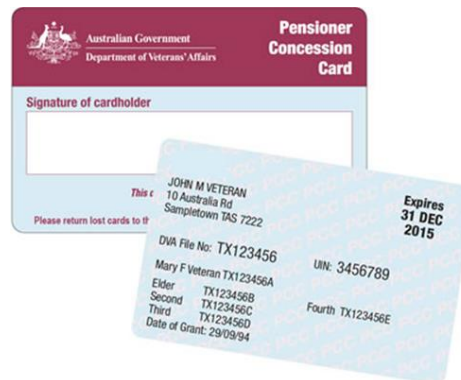 Australian Government
Department of Veterans' Affairs
Pensioner
Concession
Card
Signature of cardholder
This
Please return lost cards to
JOHN M VETERAN
10 Australia Rd
Sampletown TAS 7222
Expires
31 DEC
2015
DVA File No: TX123456
UIN: 3456789
Mary F Veteran TX123456A
Elder TX123456B
Second TX123456C
Third TX123456D
Fourth TX123456E
Date of Grant: 29/09/94